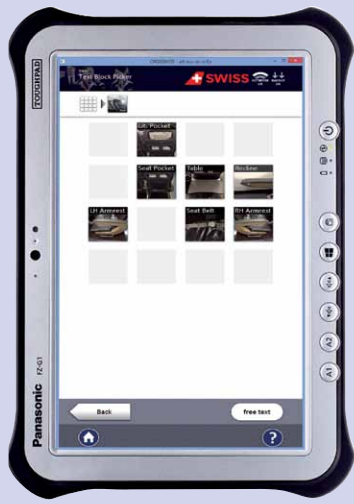 TOUGHPAD
Text Block Picker
SWISS
Lit. Pocket
Seat Pocket
Table
Recline
LH Armrest
Seat Belt
RH Armrest
Back
free text
?
Panasonic FZ-G1
A2
A1